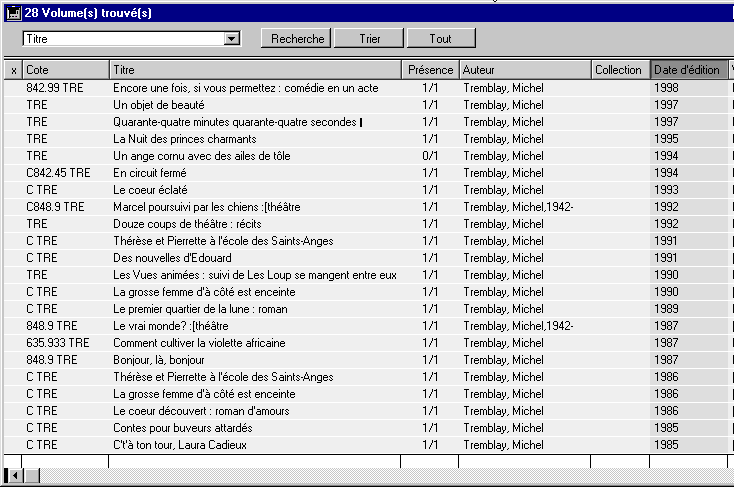 28 Volume(s) trouvé(s)
Titre Recherche Trier Tout
x Cote Titre Présence Auteur Collection Date d'édition
842.99 TRE Encore une fois, si vous permettez : comédie en un acte 1/1 Tremblay, Michel 1998
TRE Un objet de beauté 1/1 Tremblay, Michel 1997
TRE Quarante-quatre minutes quarante-quatre secondes 1/1 Tremblay, Michel 1997
TRE La Nuit des princes charmants 1/1 Tremblay, Michel 1995
TRE Un ange cornu avec des ailes de tôle 0/1 Tremblay, Michel 1994
C842.45 TRE En circuit fermé 1/1 Tremblay, Michel 1994
C TRE Le coeur éclaté 1/1 Tremblay, Michel 1993
C848.9 TRE Marcel poursuivi par les chiens :[théâtre 1/1 Tremblay, Michel,1942- 1992
TRE Douze coups de théâtre : récits 1/1 Tremblay, Michel 1992
C TRE Thérèse et Pierrette à l'école des Saints-Anges 1/1 Tremblay, Michel 1991
C TRE Des nouvelles d'Edouard 1/1 Tremblay, Michel 1991
TRE Les Vues animées : suivi de Les Loup se mangent entre eux 1/1 Tremblay, Michel 1990
C TRE La grosse femme d'à côté est enceinte 1/1 Tremblay, Michel 1990
C TRE Le premier quartier de la lune : roman 1/1 Tremblay, Michel 1989
848.9 TRE Le vrai monde? :[théâtre 1/1 Tremblay, Michel,1942- 1987
635.933 TRE Comment cultiver la violette africaine 1/1 Tremblay, Michel 1987
848.9 TRE Bonjour, là, bonjour 1/1 Tremblay, Michel 1987
C TRE Thérèse et Pierrette à l'école des Saints-Anges 1/1 Tremblay, Michel 1986
C TRE La grosse femme d'à côté est enceinte 1/1 Tremblay, Michel 1986
C TRE Le coeur découvert : roman d'amours 1/1 Tremblay, Michel 1986
C TRE Contes pour buveurs attardés 1/1 Tremblay, Michel 1985
C TRE C't'à ton tour, Laura Cadieux 1/1 Tremblay, Michel 1985